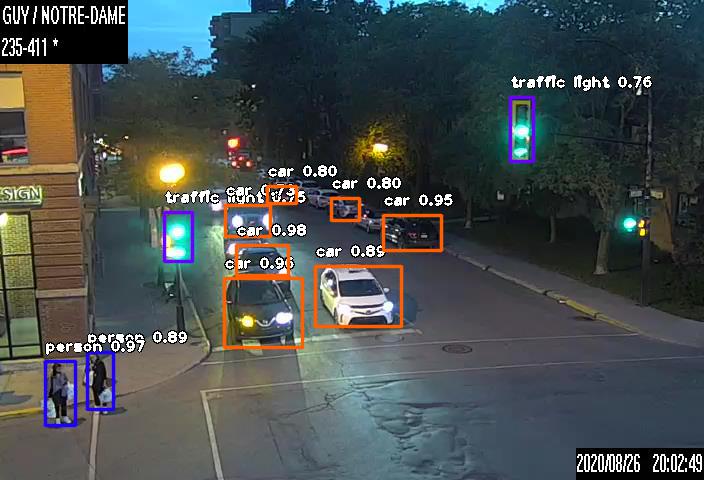 GUY / NOTRE-DAME
235-411 *
traffic light 0.76
car 0.80
car 0.80
car 0.95
traffic light 0.75
car 0.98
car 0.89
car 0.96
SIGN
person 0.89
person 0.97
2020/08/26 20:02:49